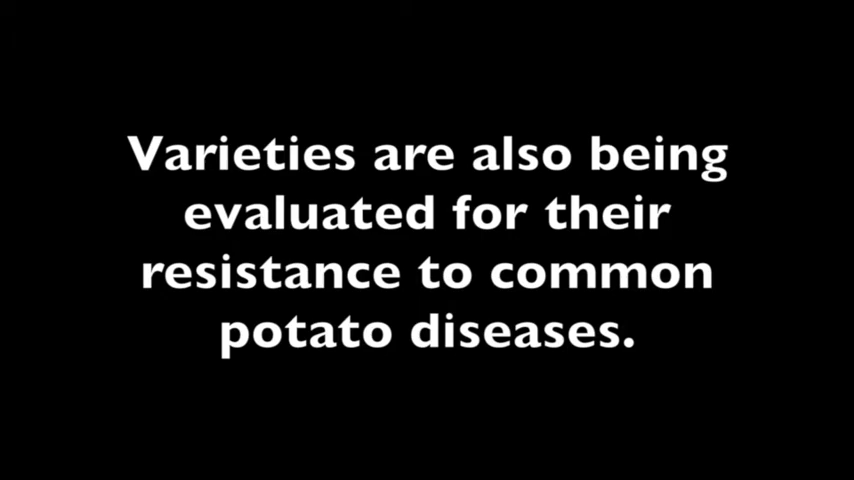 Varieties are also being
evaluated for their
resistance to common
potato diseases.